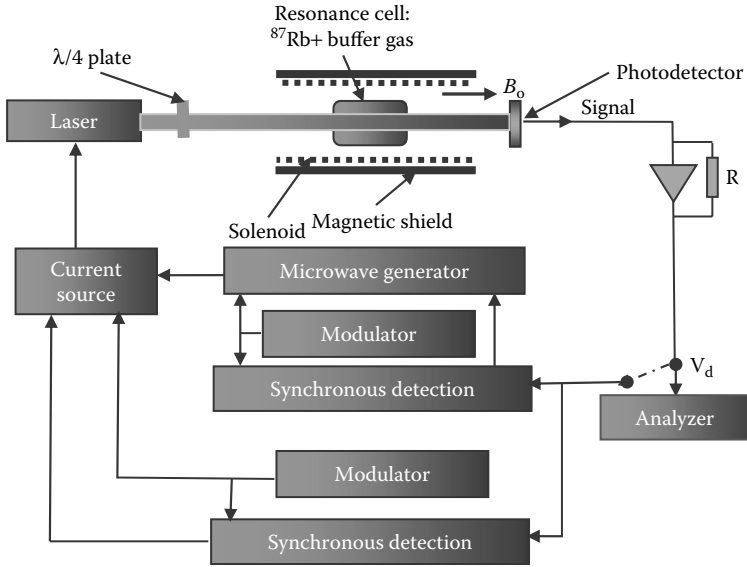 Resonance cell:
⁸⁷Rb+ buffer gas
λ/4 plate
Bₒ
Photodetector
Laser
Signal
R
Solenoid
Magnetic shield
Current
source
Microwave generator
Modulator
Synchronous detection
V_d
Analyzer
Modulator
Synchronous detection